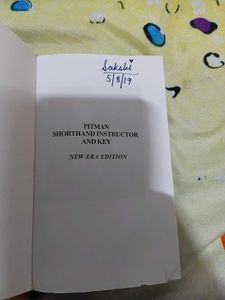 Sakshi
5/8/19
PITMAN
SHORTHAND INSTRUCTOR
AND KEY
NEW ERA EDITION